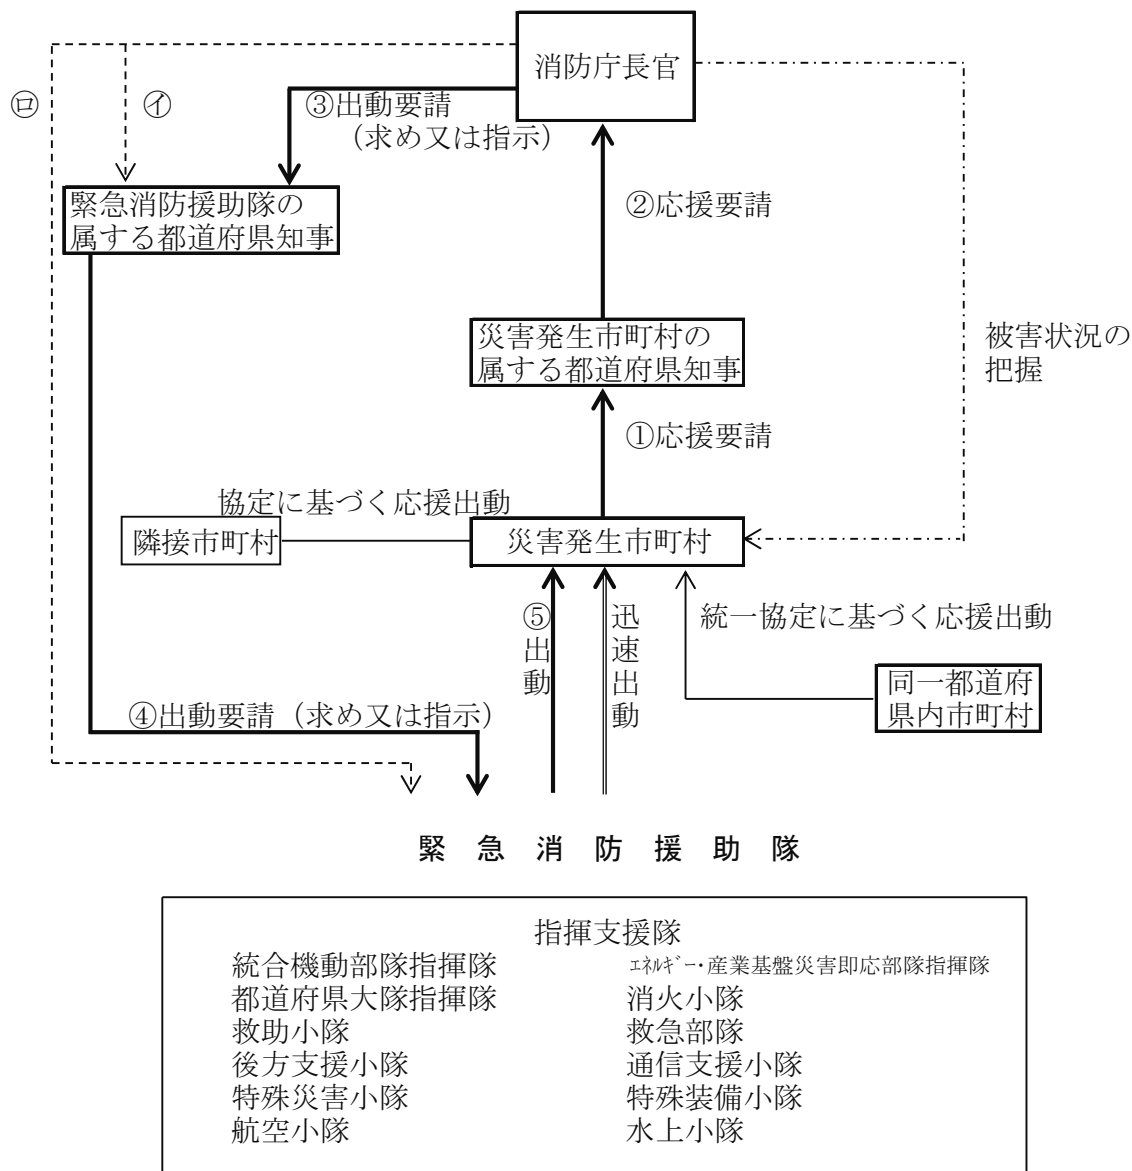 消防庁長官
㋺
㋑
③出動要請
（求め又は指示）
緊急消防援助隊の
属する都道府県知事
②応援要請
災害発生市町村の
属する都道府県知事
被害状況の
把握
①応援要請
協定に基づく応援出動
隣接市町村
災害発生市町村
⑤出動
迅速出動
統一協定に基づく応援出動
同一都道府
県内市町村
④出動要請（求め又は指示）
緊急消防援助隊
指揮支援隊
統合機動部隊指揮隊
ｴﾈﾙｷﾞｰ・産業基盤災害即応部隊指揮隊
都道府県大隊指揮隊
消火小隊
救助小隊
救急部隊
後方支援小隊
通信支援小隊
特殊災害小隊
特殊装備小隊
航空小隊
水上小隊